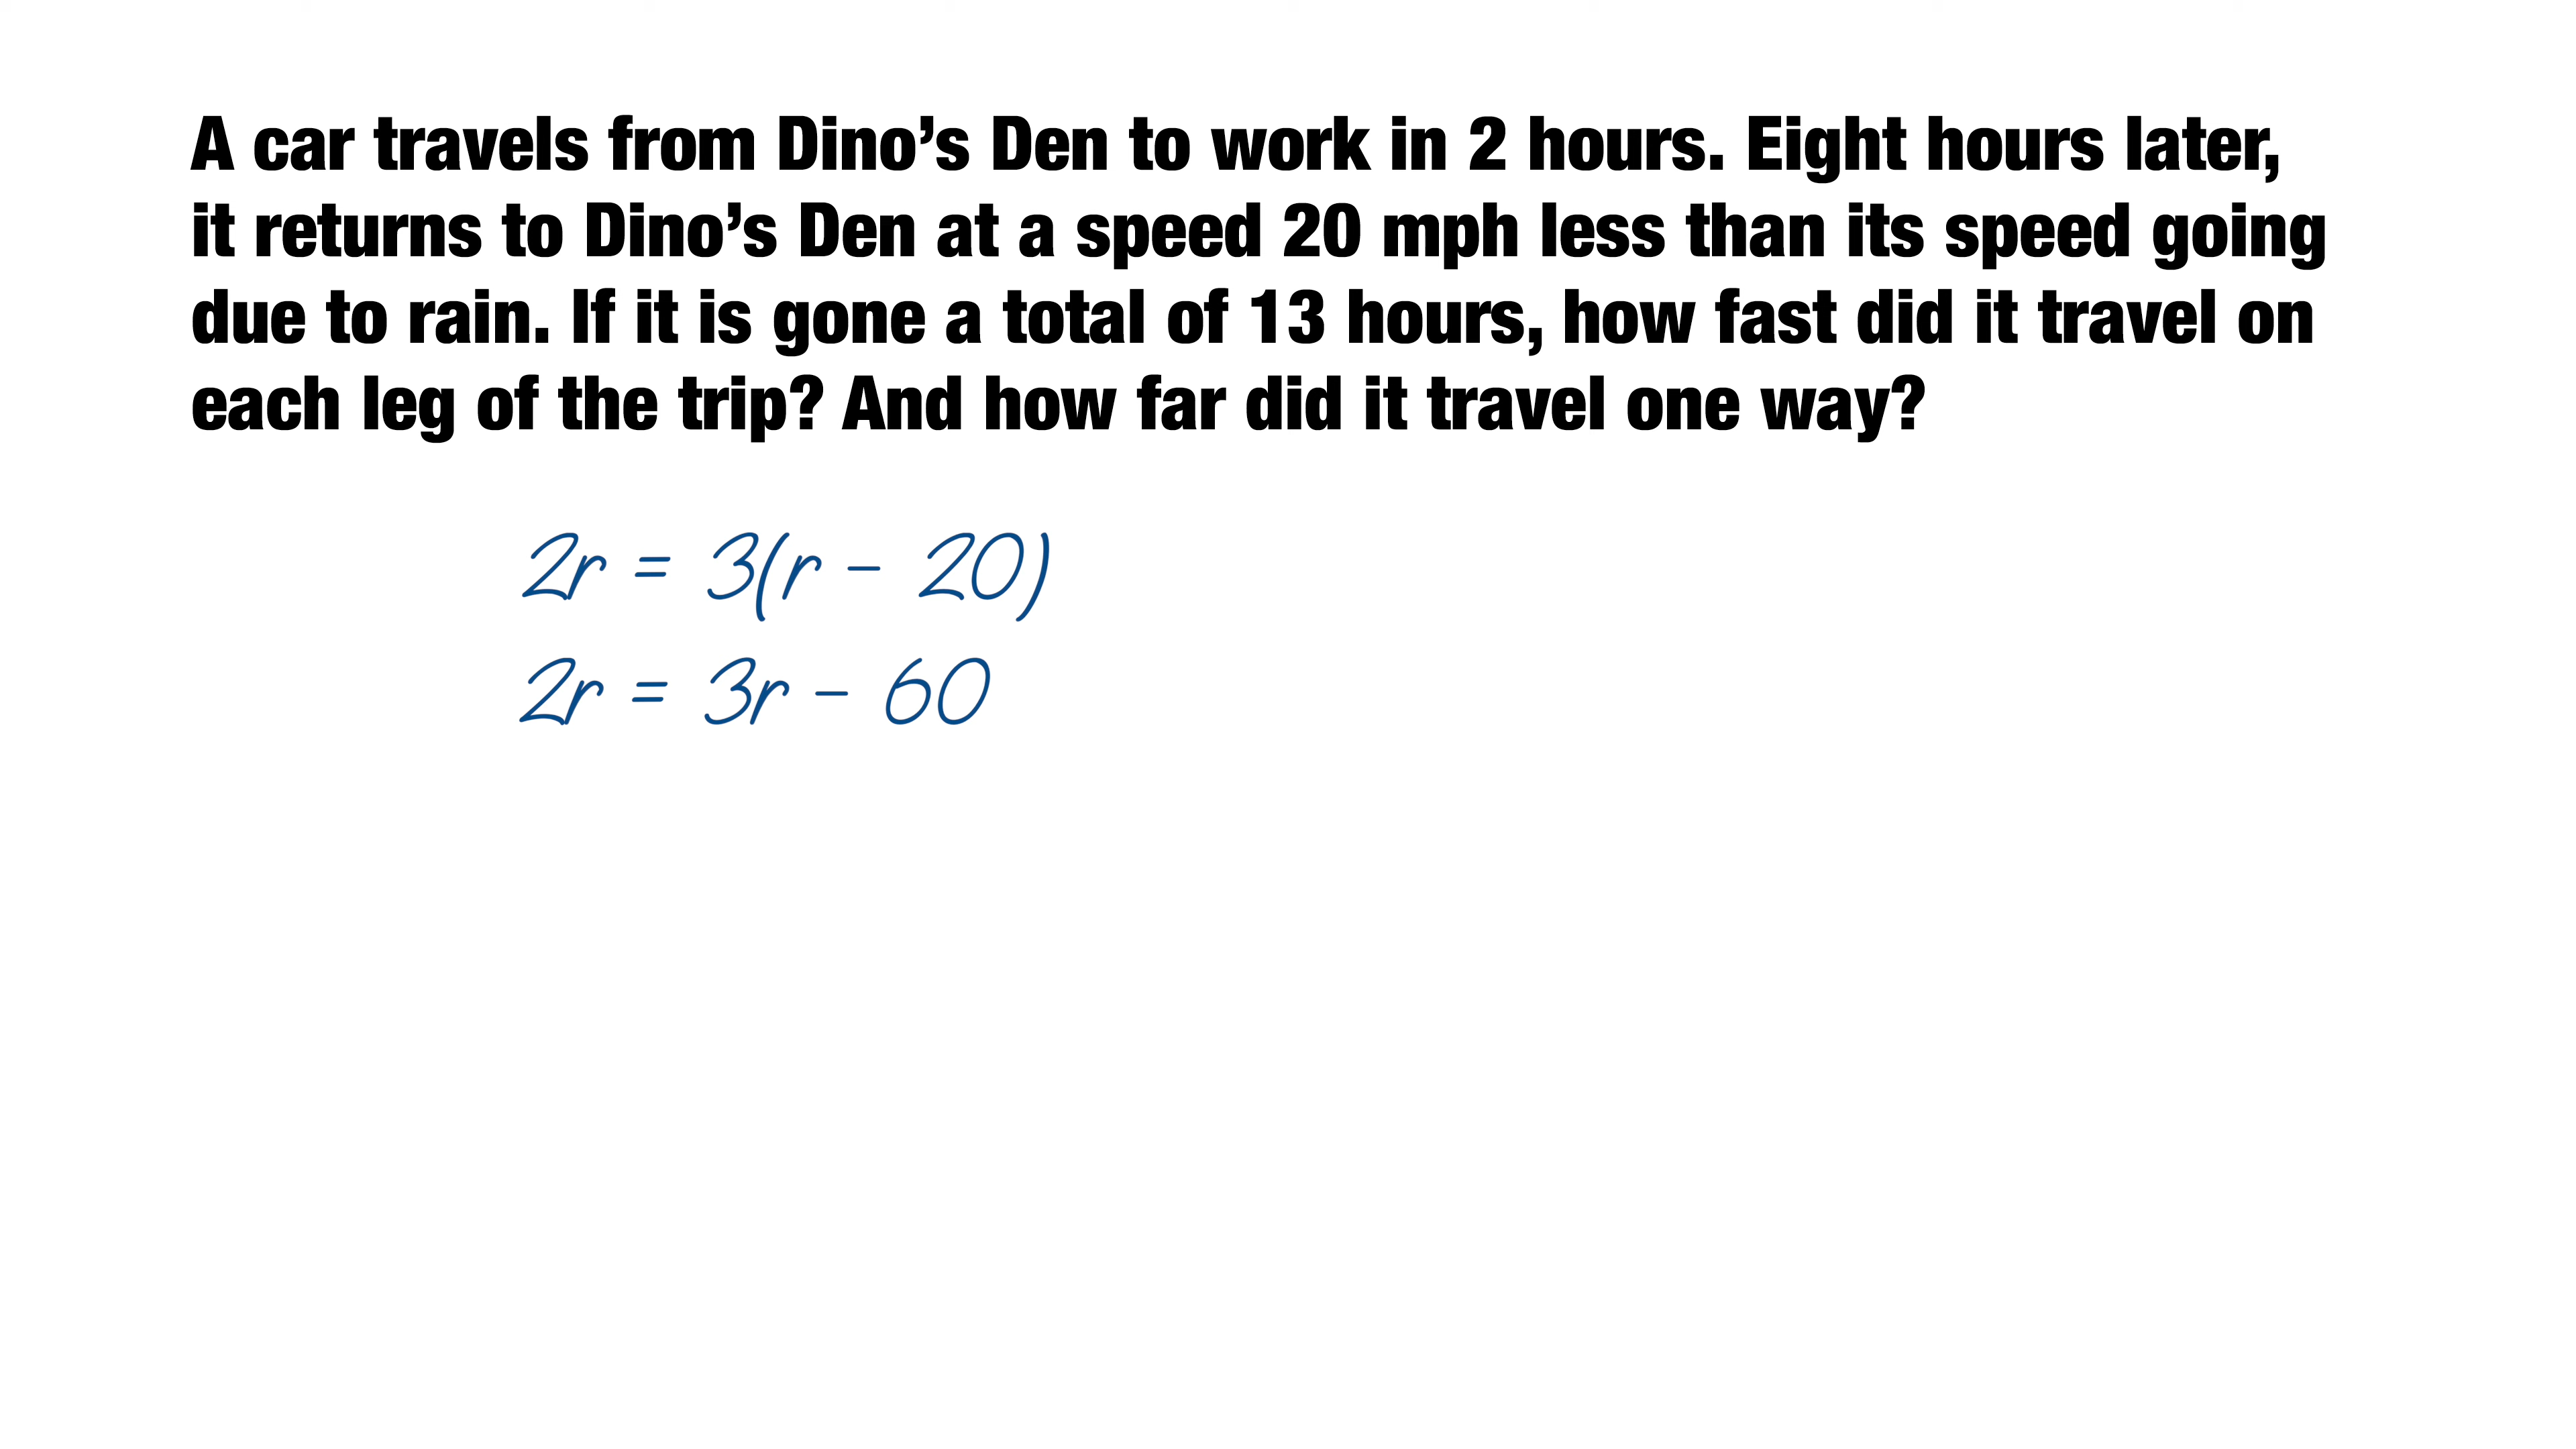 A car travels from Dino’s Den to work in 2 hours. Eight hours later,
it returns to Dino’s Den at a speed 20 mph less than its speed going
due to rain. If it is gone a total of 13 hours, how fast did it travel on
each leg of the trip? And how far did it travel one way?
2r = 3(r - 20)
2r = 3r - 60